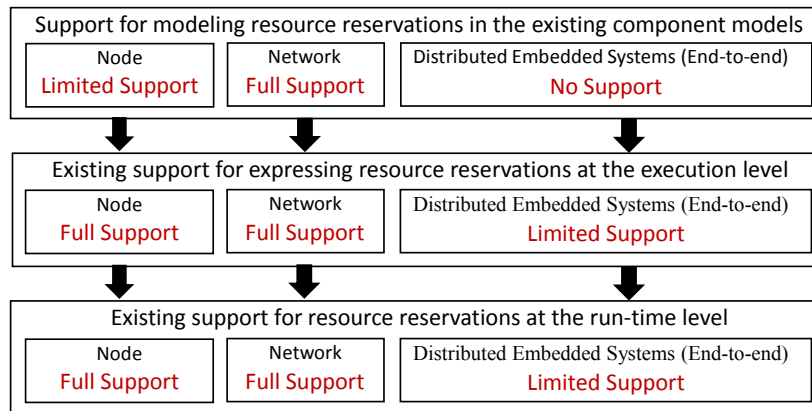 Support for modeling resource reservations in the existing component models
Node
Limited Support
Network
Full Support
Distributed Embedded Systems (End-to-end)
No Support
Existing support for expressing resource reservations at the execution level
Node
Full Support
Network
Full Support
Distributed Embedded Systems (End-to-end)
Limited Support
Existing support for resource reservations at the run-time level
Node
Full Support
Network
Full Support
Distributed Embedded Systems (End-to-end)
Limited Support